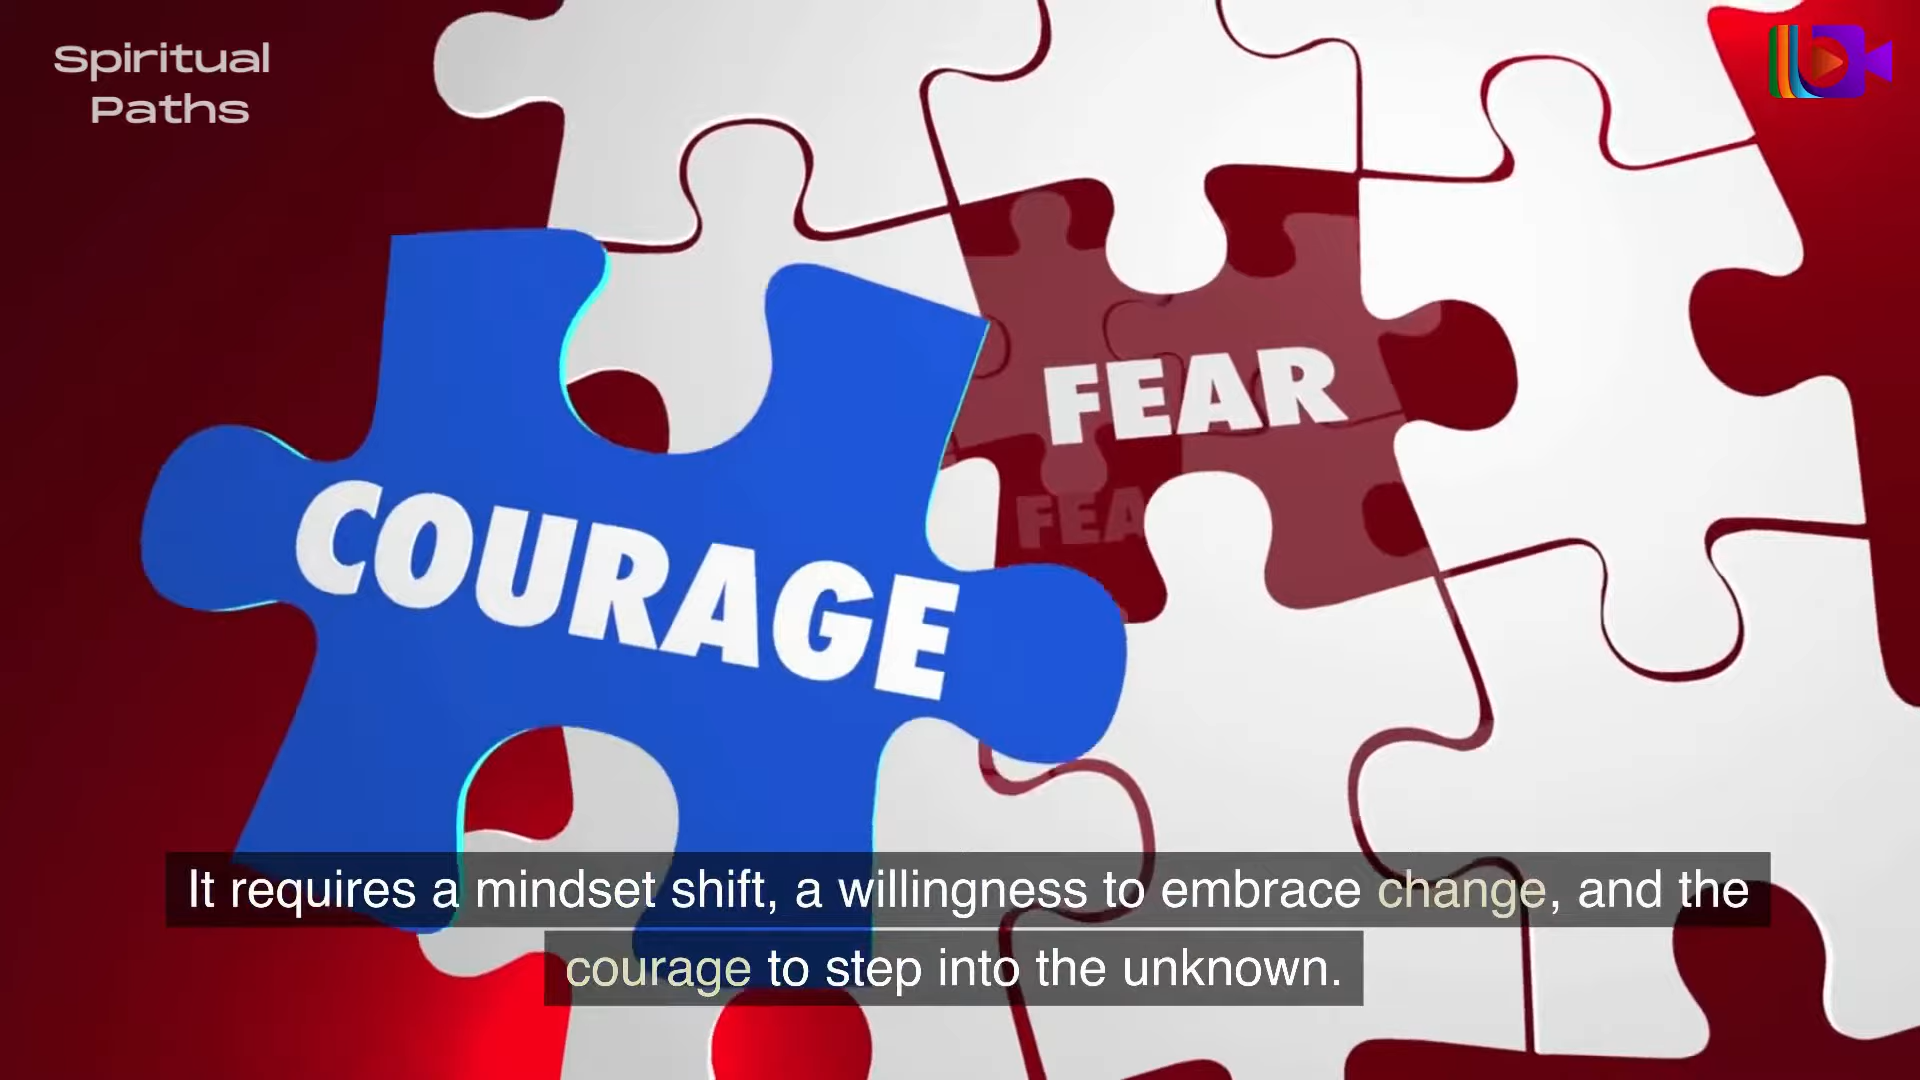 Spiritual
Paths
FEAR
COURAGE
FEA
It requires a mindset shift, a willingness to embrace change, and the
courage to step into the unknown.